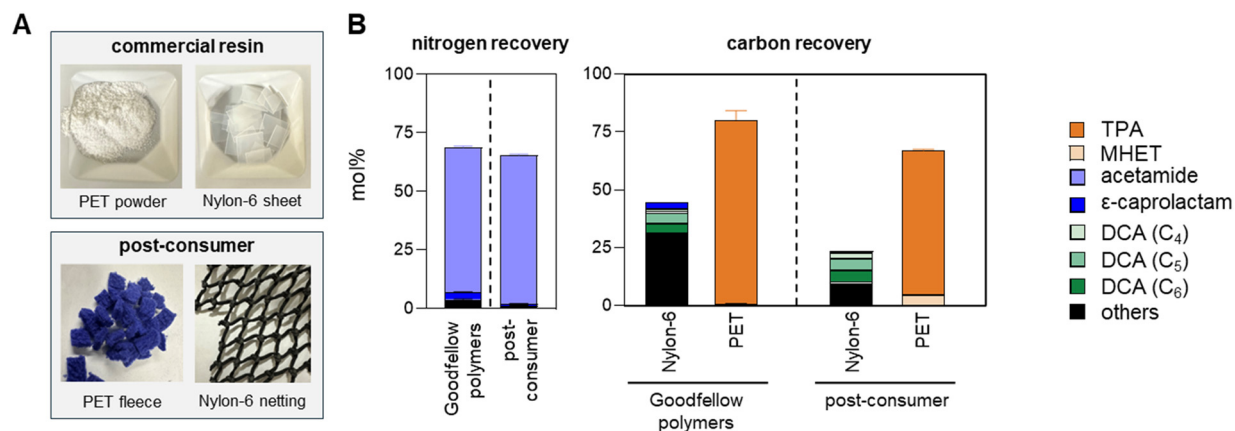 A
commercial resin
PET powder
Nylon-6 sheet
post-consumer
PET fleece
Nylon-6 netting
B
nitrogen recovery
carbon recovery
mol%
100
75
50
25
0
Goodfellow
polymers
post-
consumer
100
75
50
25
0
Nylon-6
PET
Nylon-6
PET
Goodfellow
polymers
post-consumer
TPA
MHET
acetamide
ε-caprolactam
DCA (C₄)
DCA (C₅)
DCA (C₆)
others